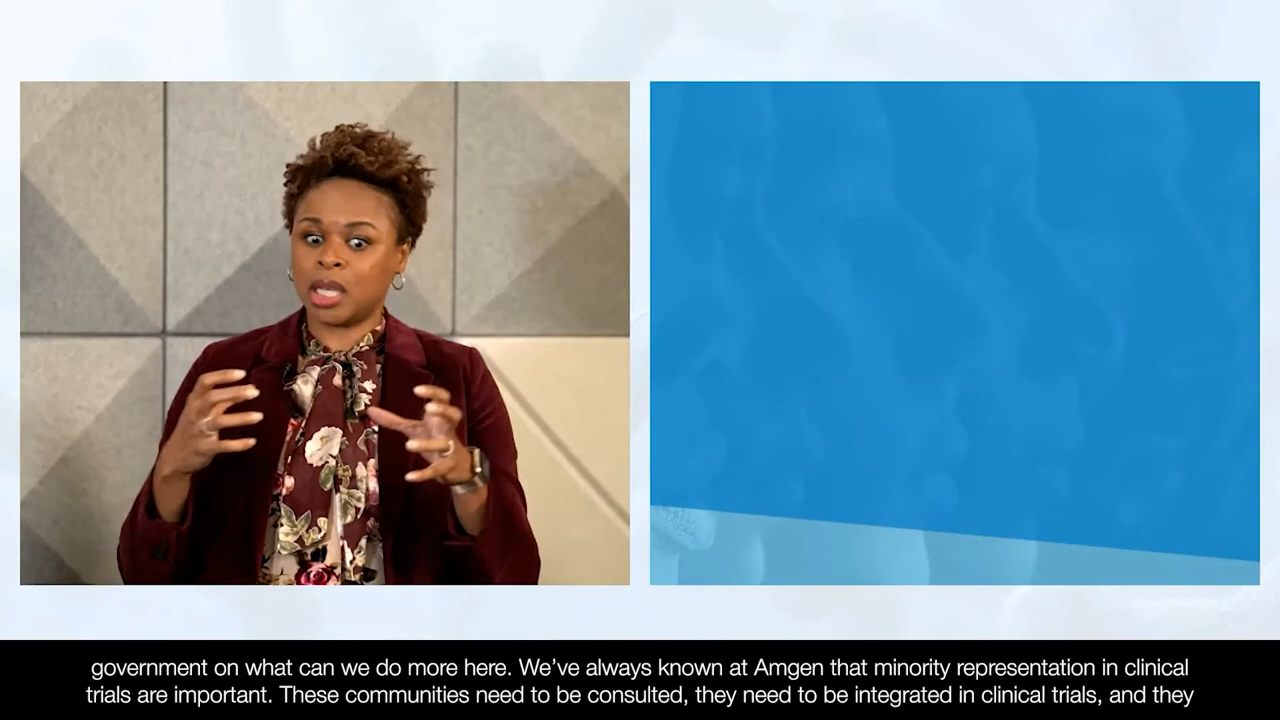 government on what can we do more here. We’ve always known at Amgen that minority representation in clinical
trials are important. These communities need to be consulted, they need to be integrated in clinical trials, and they